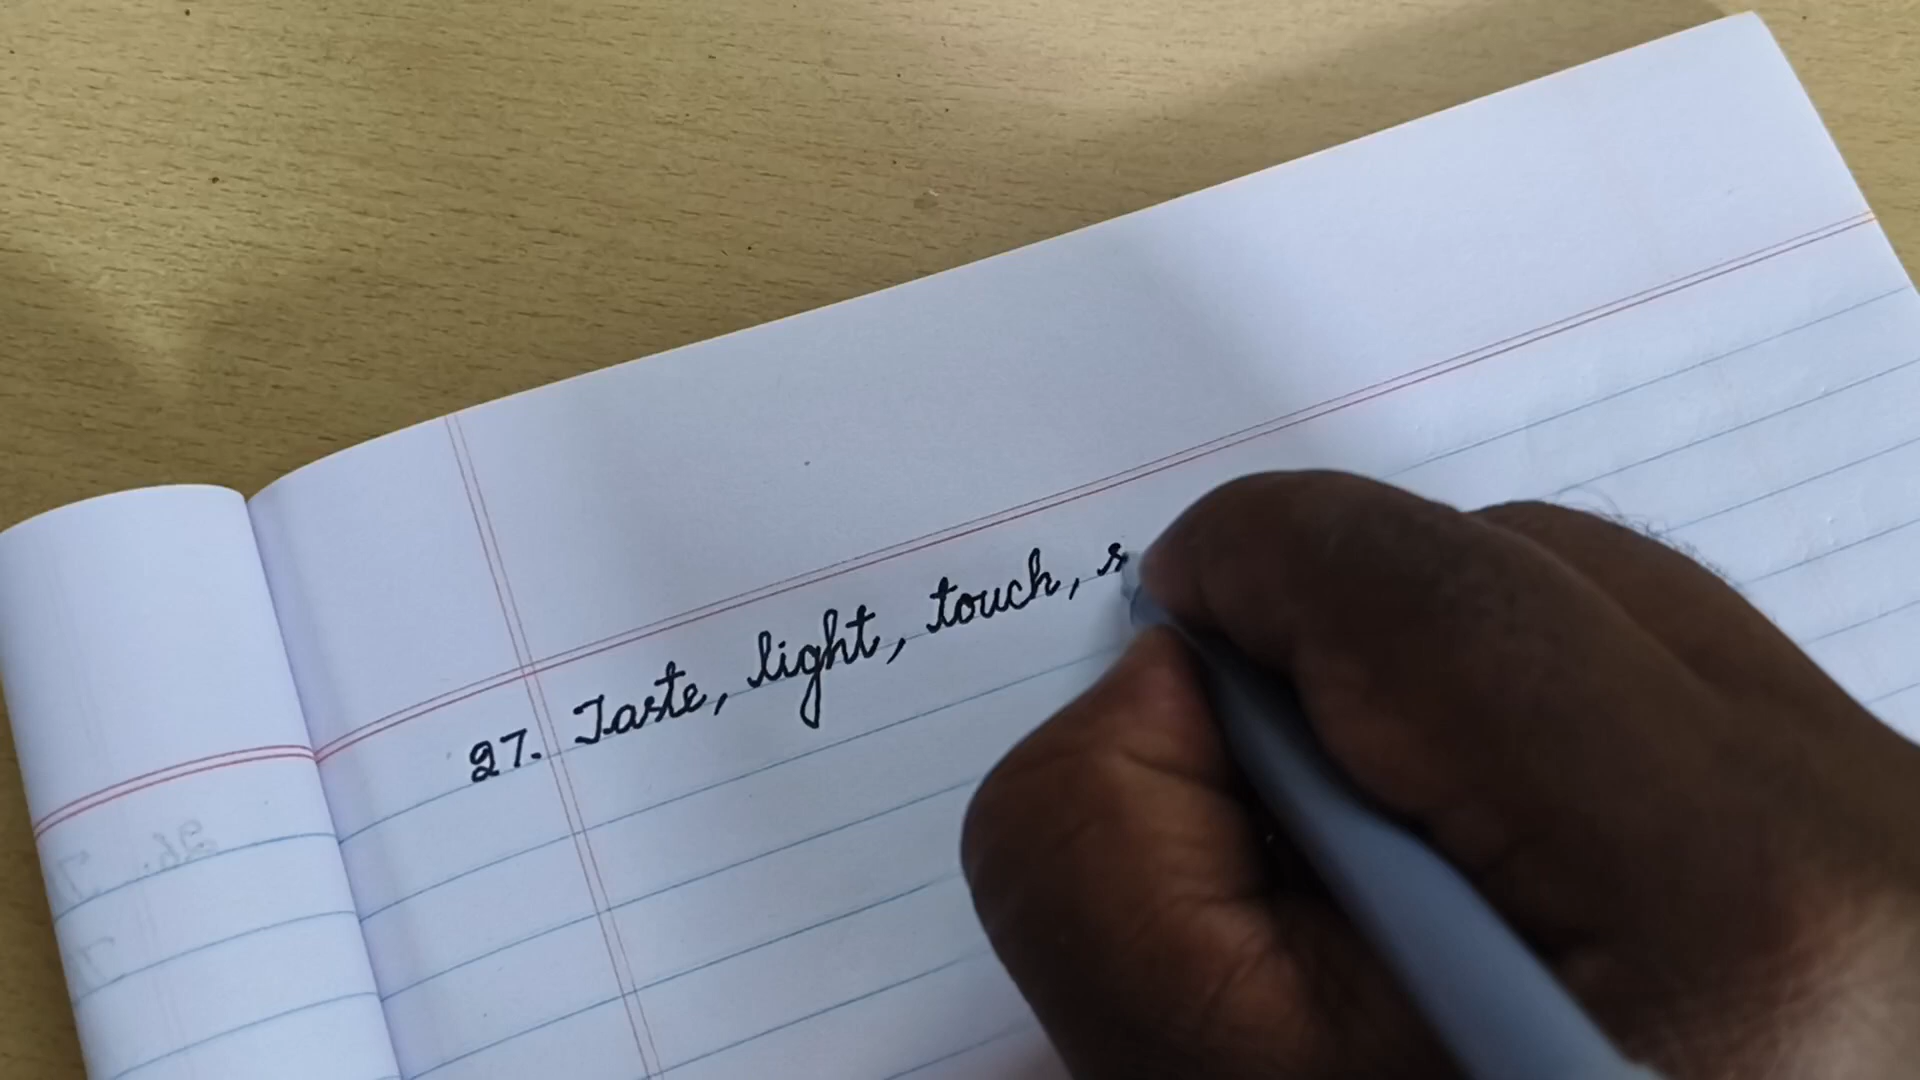 27. Taste, light, touch, s